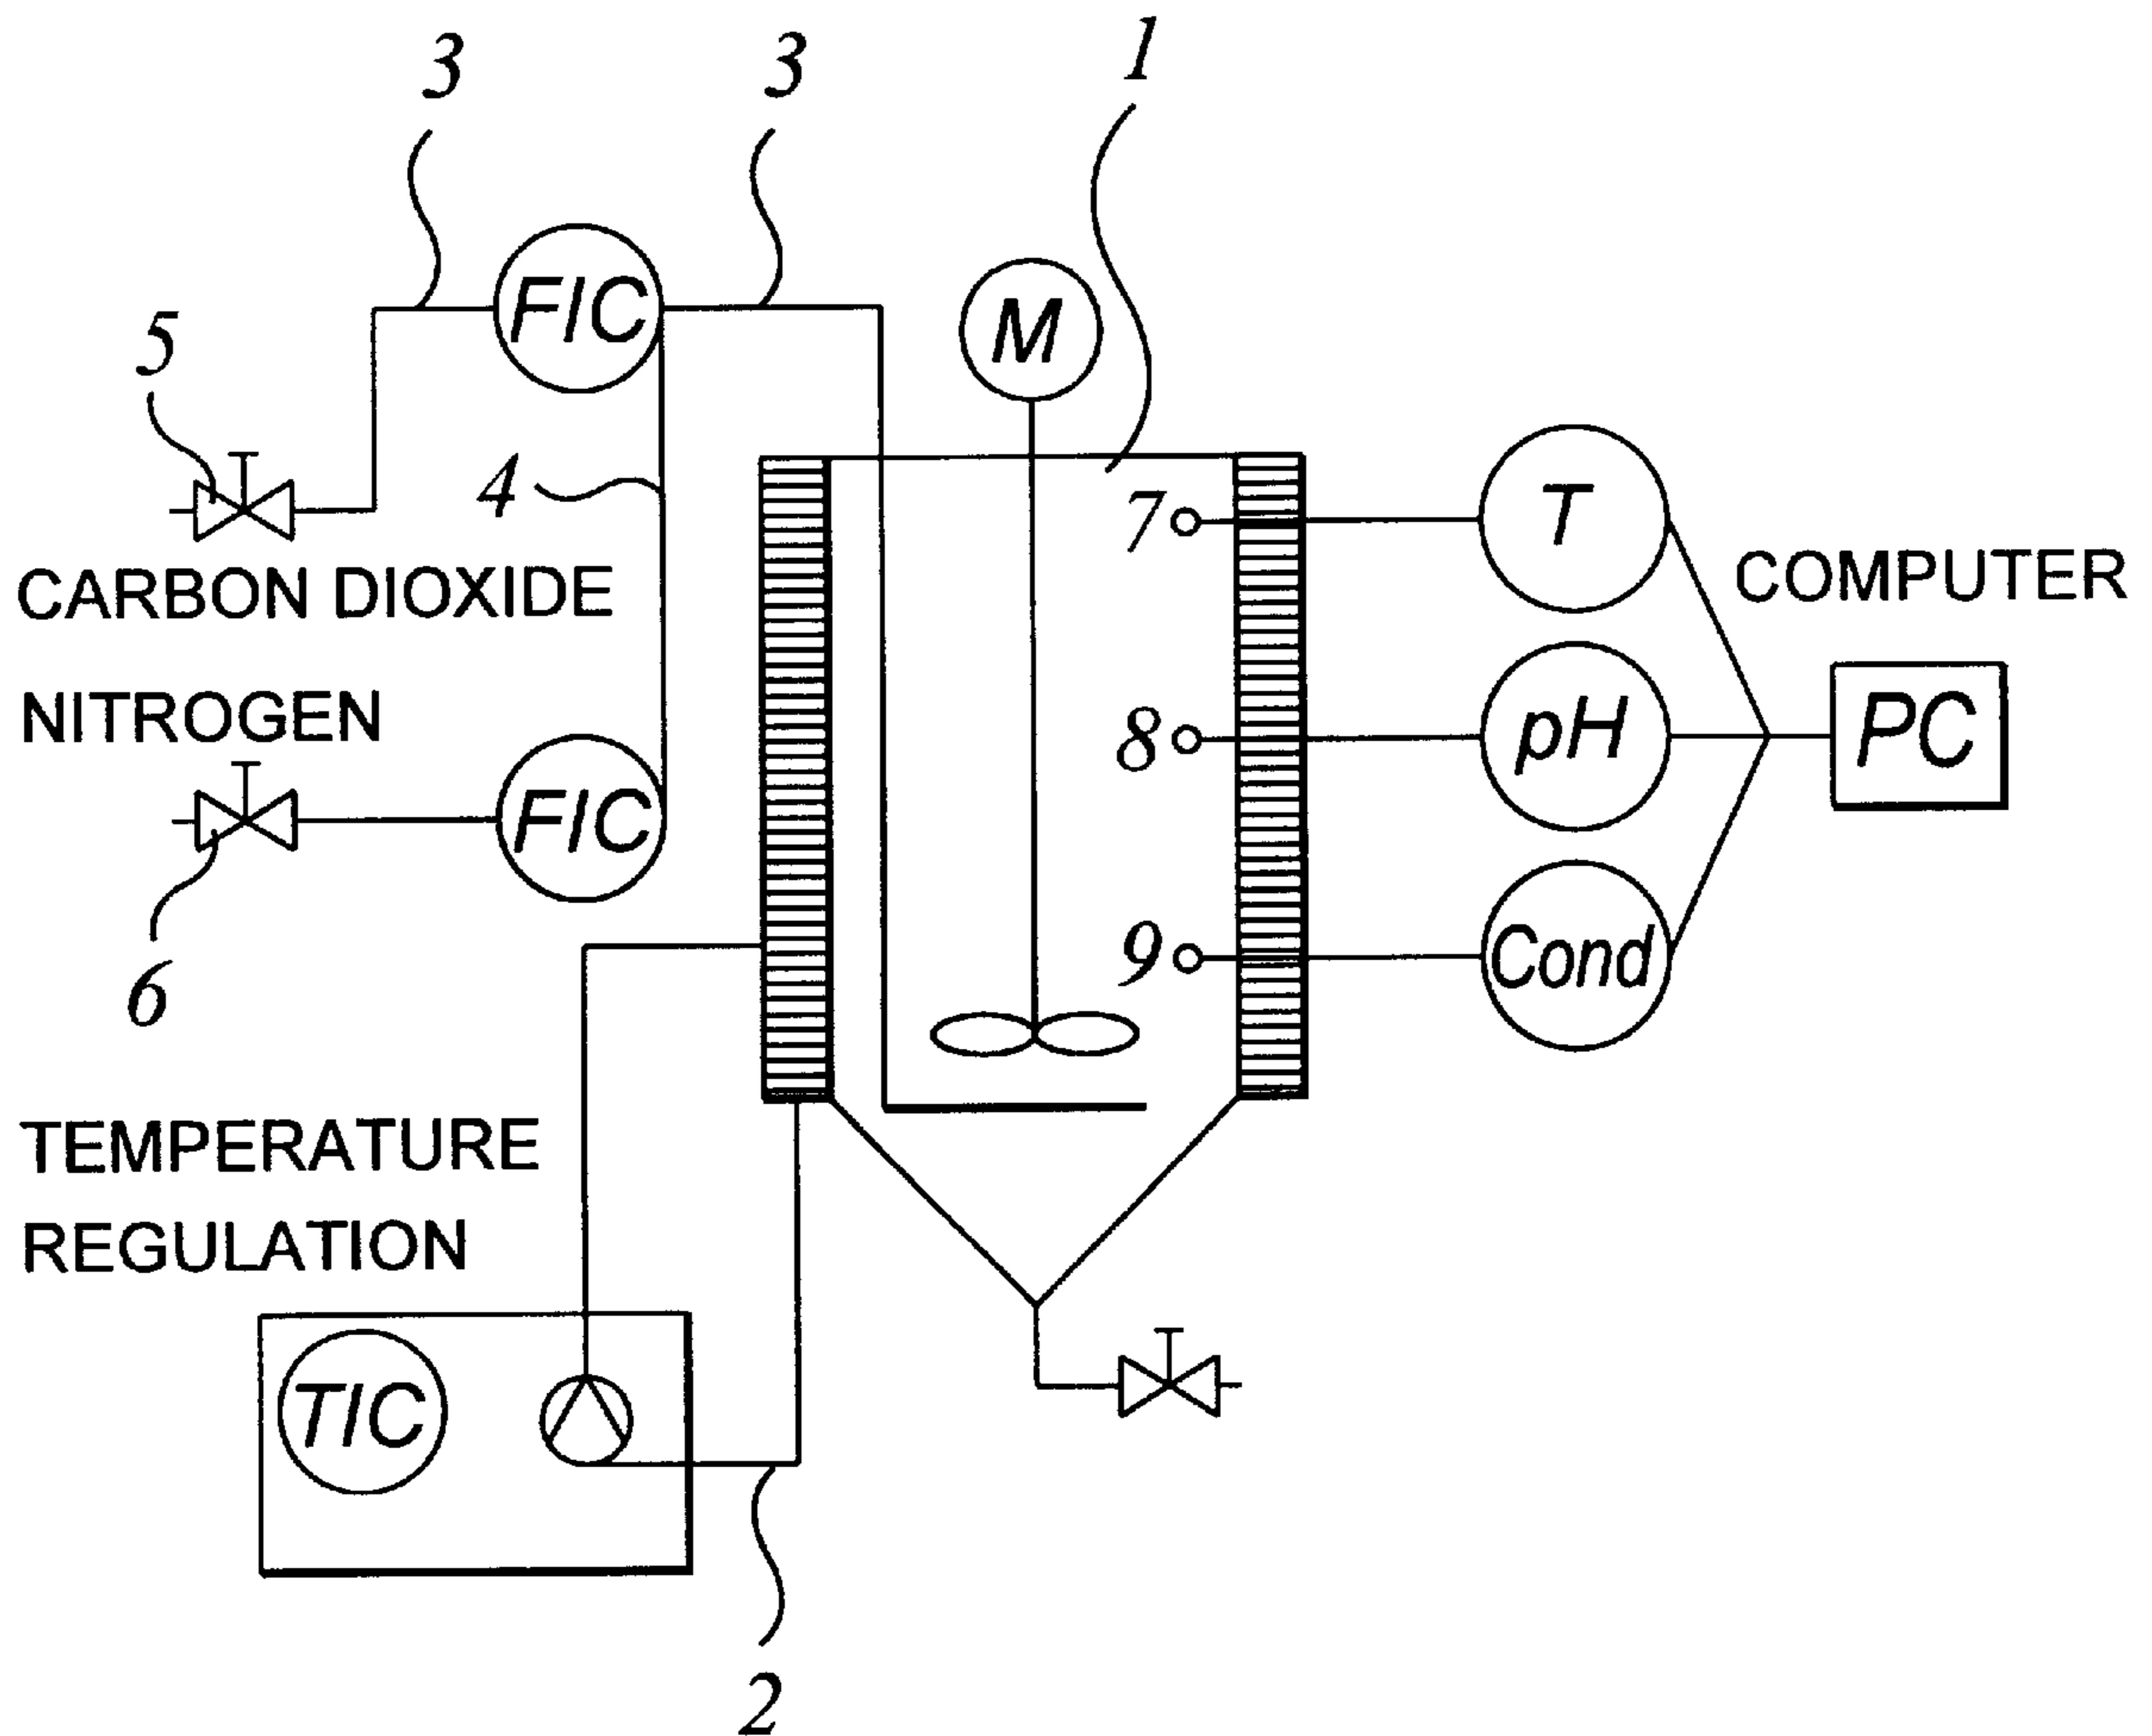 3
3
1
FIC
M
5
4
7
T
CARBON DIOXIDE
COMPUTER
NITROGEN
8
pH
PC
FIC
9
Cond
6
TEMPERATURE
REGULATION
TIC
2